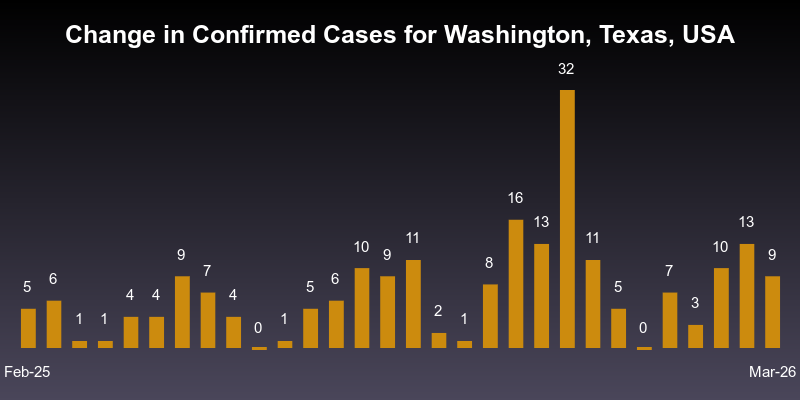 Change in Confirmed Cases for Washington, Texas, USA
5 6 1 1 4 4 9 7 4 0 1 5 6 10 9 11 2 1 8 16 13 32 11 5 0 7 3 10 13 9
Feb-25 Mar-26